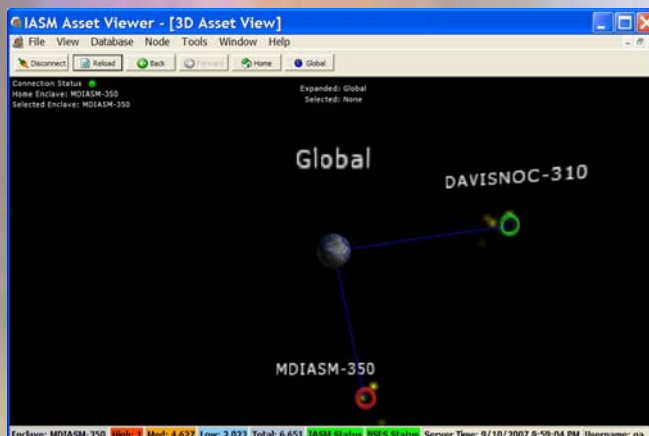 IASM Asset Viewer - [3D Asset View]
File View Database Node Tools Window Help
Disconnect Reload Back Forward Home Global
Connection Status
Home Enclave: MDIASM-350
Selected Enclave: MDIASM-350
Expanded: Global
Selected: None
Global
DAVISNOC-310
MDIASM-350
Enclave: MDIASM-350 High: 1 Med: 4,627 Low: 2,023 Total: 6,651 IASM Status RSES Status Server Time: 9/10/2007 8:59:04 PM Username: qa